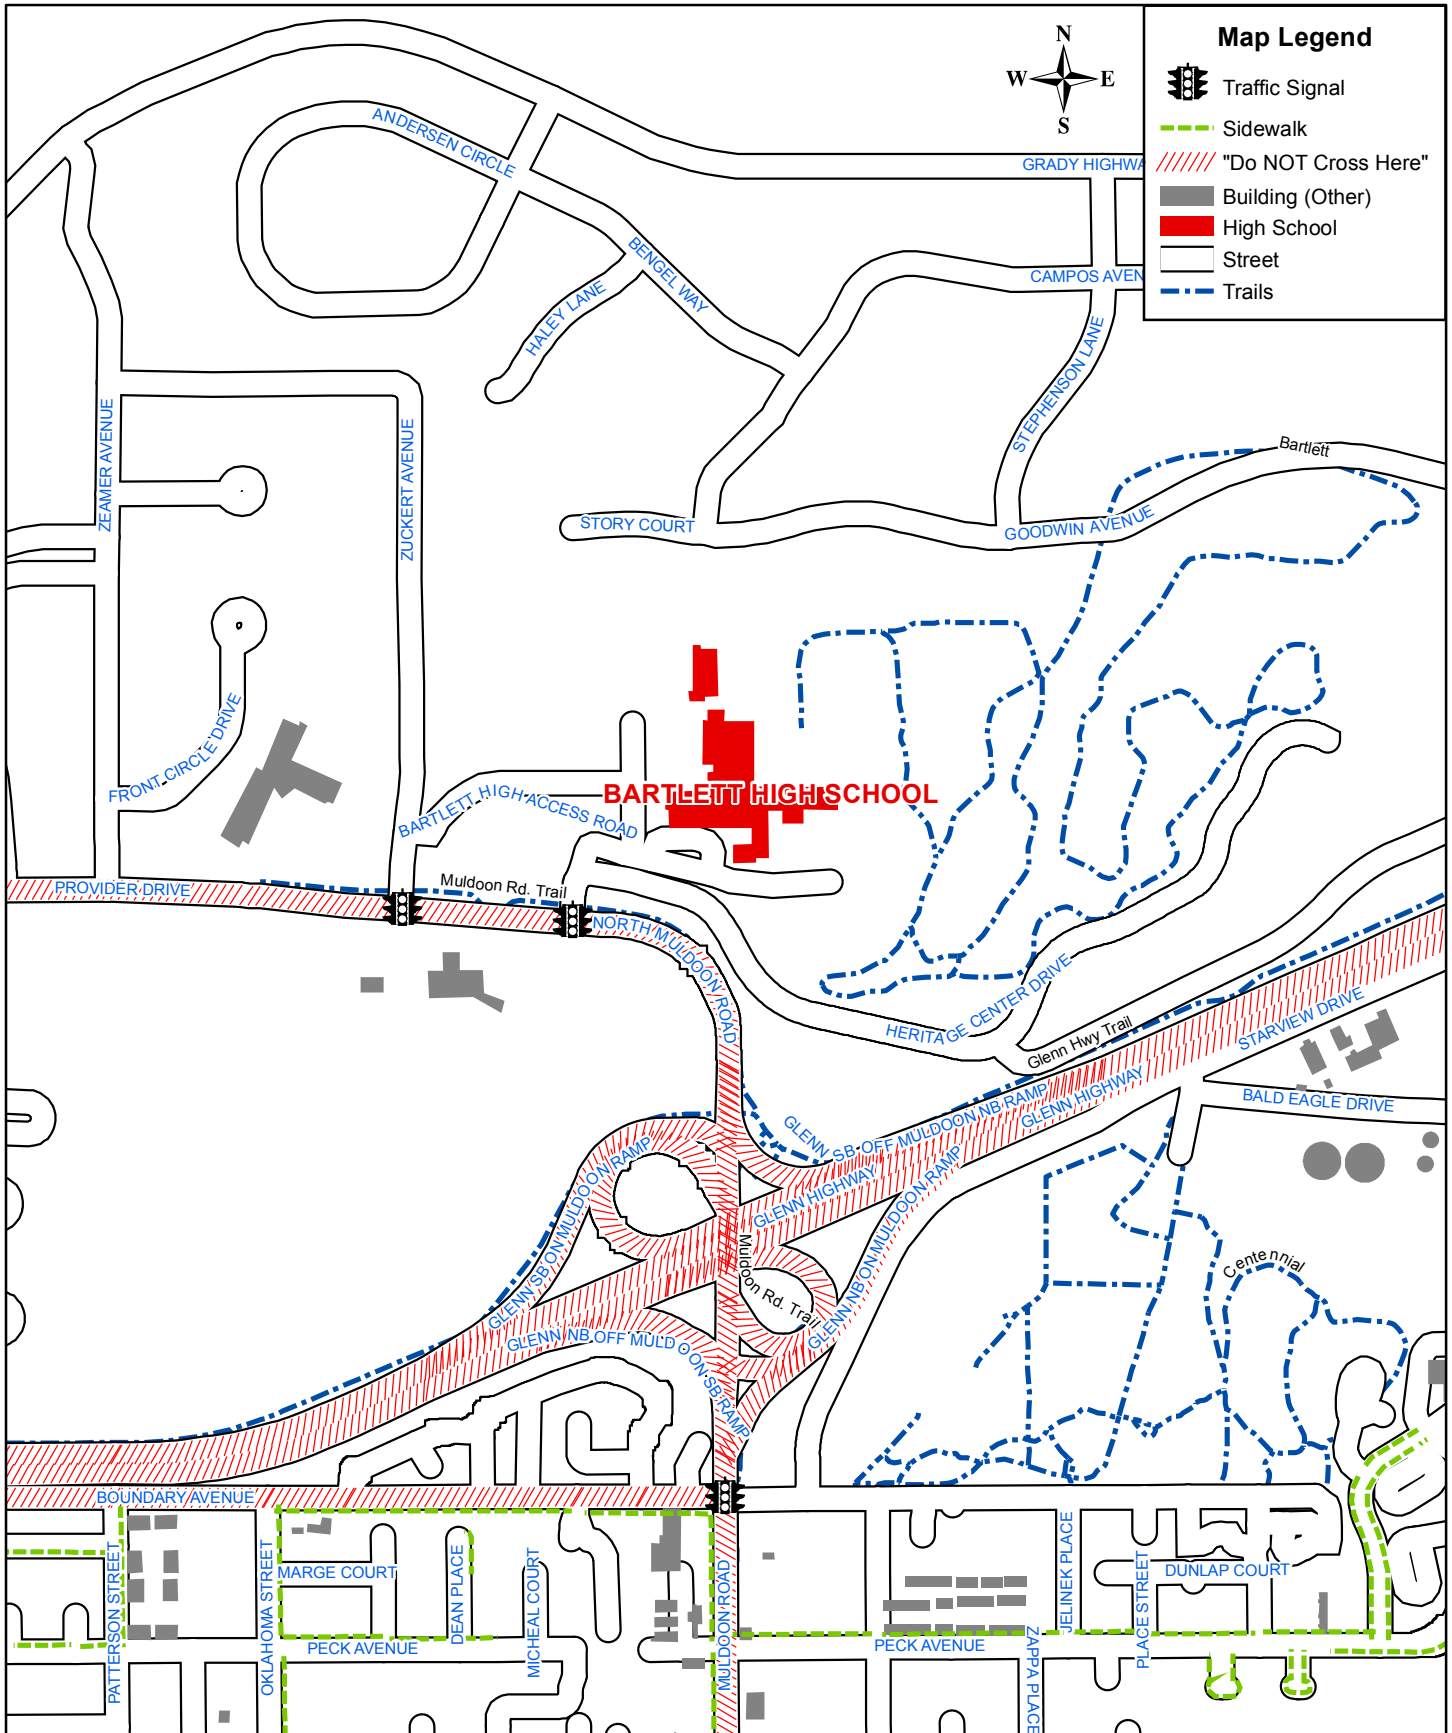 N
W E
S
Map Legend
Traffic Signal
Sidewalk
"Do NOT Cross Here"
Building (Other)
High School
Street
Trails
ANDERSEN CIRCLE
GRADY HIGHWA
BENGEL WAY
CAMPOS AVEN
HALEY LANE
STEPHENSON LANE
ZEAMER AVENUE
ZUCKERT AVENUE
Bartlett
STORY COURT
GOODWIN AVENUE
FRONT CIRCLE DRIVE
BARTLETT HIGH SCHOOL
BARTLETT HIGH ACCESS ROAD
PROVIDER DRIVE
Muldoon Rd. Trail
NORTH MULDOON ROAD
HERITAGE CENTER DRIVE
Glenn Hwy Trail
STARVIEW DRIVE
BALD EAGLE DRIVE
GLENN SB OFF MULDOON NB RAMP
GLENN HIGHWAY
GLENN HIGHWAY
GLENN SB ON MULDOON RAMP
GLENN NB ON MULDOON RAMP
Muldoon Rd. Trail
Centennial
GLENN NB OFF MULDOON SB RAMP
BOUNDARY AVENUE
PATTERSON STREET
OKLAHOMA STREET
MARGE COURT
DEAN PLACE
MICHEAL COURT
PECK AVENUE
MULDOON ROAD
PECK AVENUE
ZAPPA PLACE
JELINEK PLACE
PLACE STREET
DUNLAP COURT